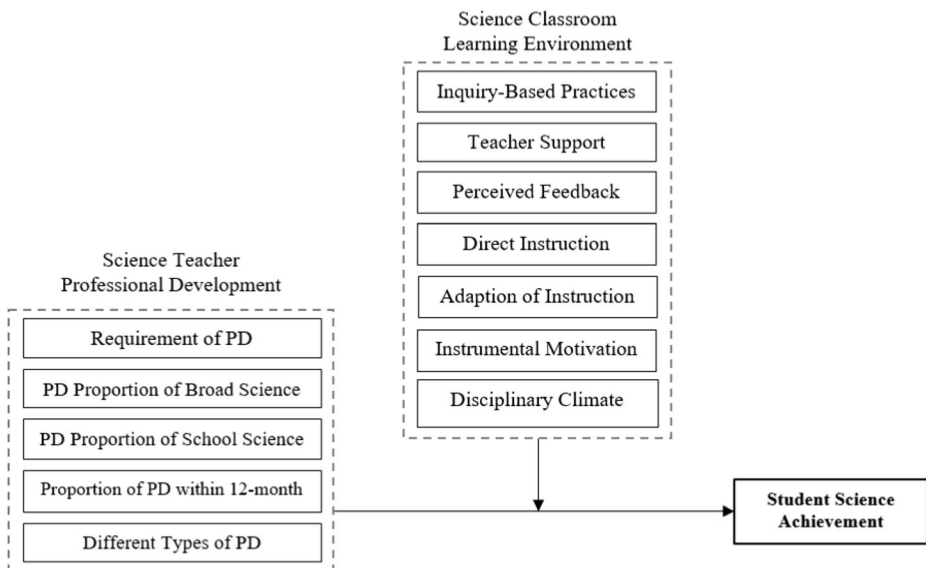 Science Classroom
Learning Environment
Inquiry-Based Practices
Teacher Support
Perceived Feedback
Direct Instruction
Adaption of Instruction
Instrumental Motivation
Disciplinary Climate
Science Teacher
Professional Development
Requirement of PD
PD Proportion of Broad Science
PD Proportion of School Science
Proportion of PD within 12-month
Different Types of PD
Student Science
Achievement